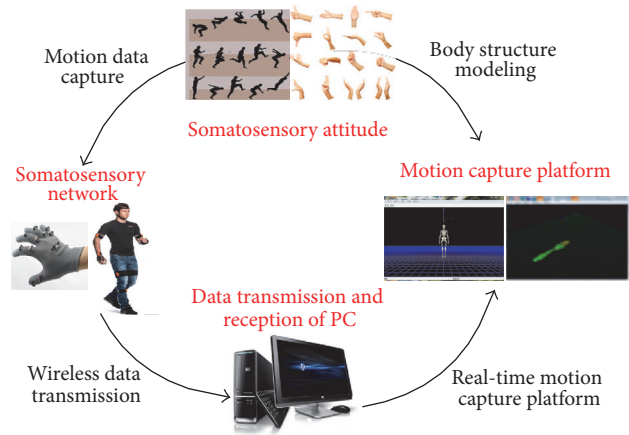 Motion data
capture
Body structure
modeling
Somatosensory attitude
Somatosensory
network
Motion capture platform
Data transmission and
reception of PC
Wireless data
transmission
Real-time motion
capture platform